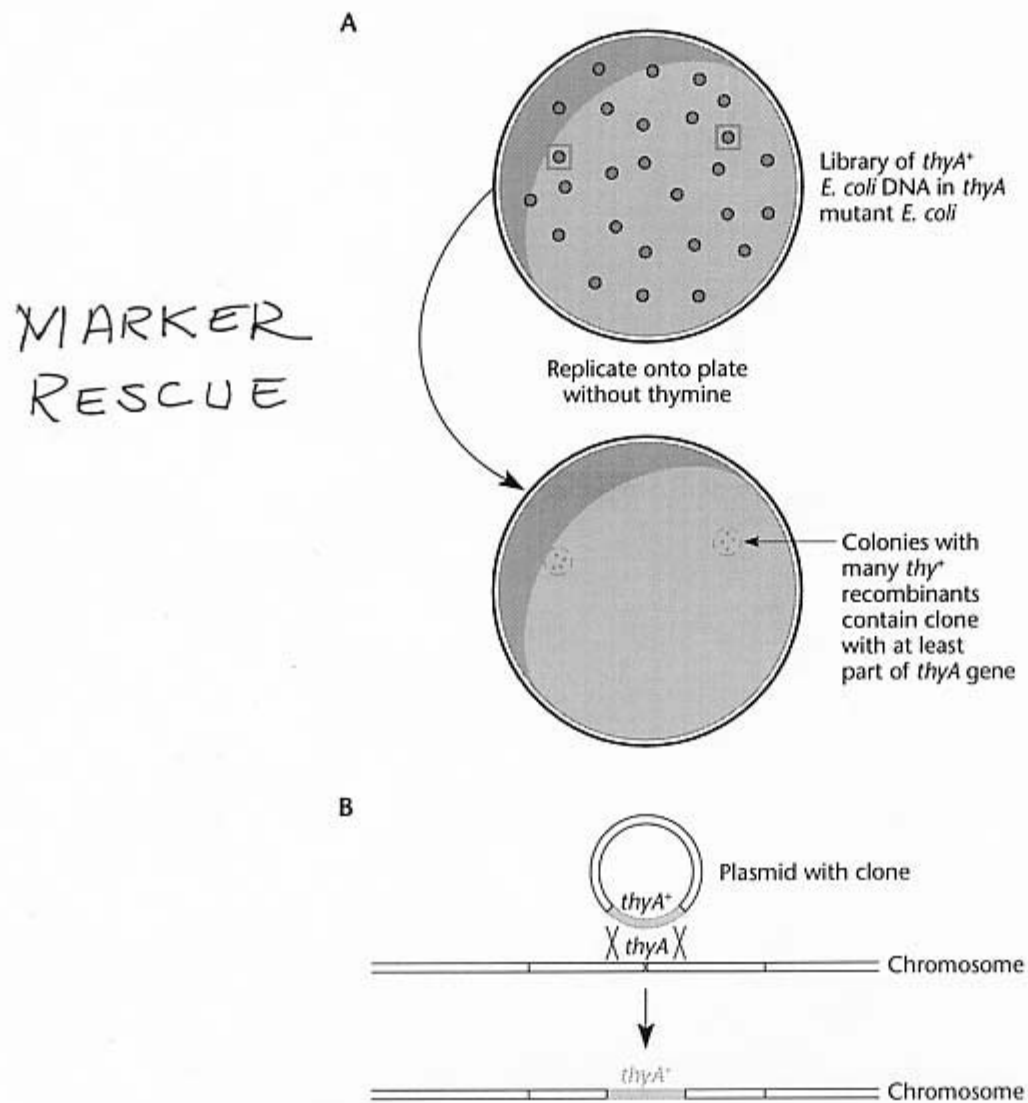 A
Library of thyA⁺
E. coli DNA in thyA
mutant E. coli
MARKER
RESCUE
Replicate onto plate
without thymine
Colonies with
many thy⁺
recombinants
contain clone
with at least
part of thyA gene
B
Plasmid with clone
thyA⁺
thyA
Chromosome
thyA⁺
Chromosome